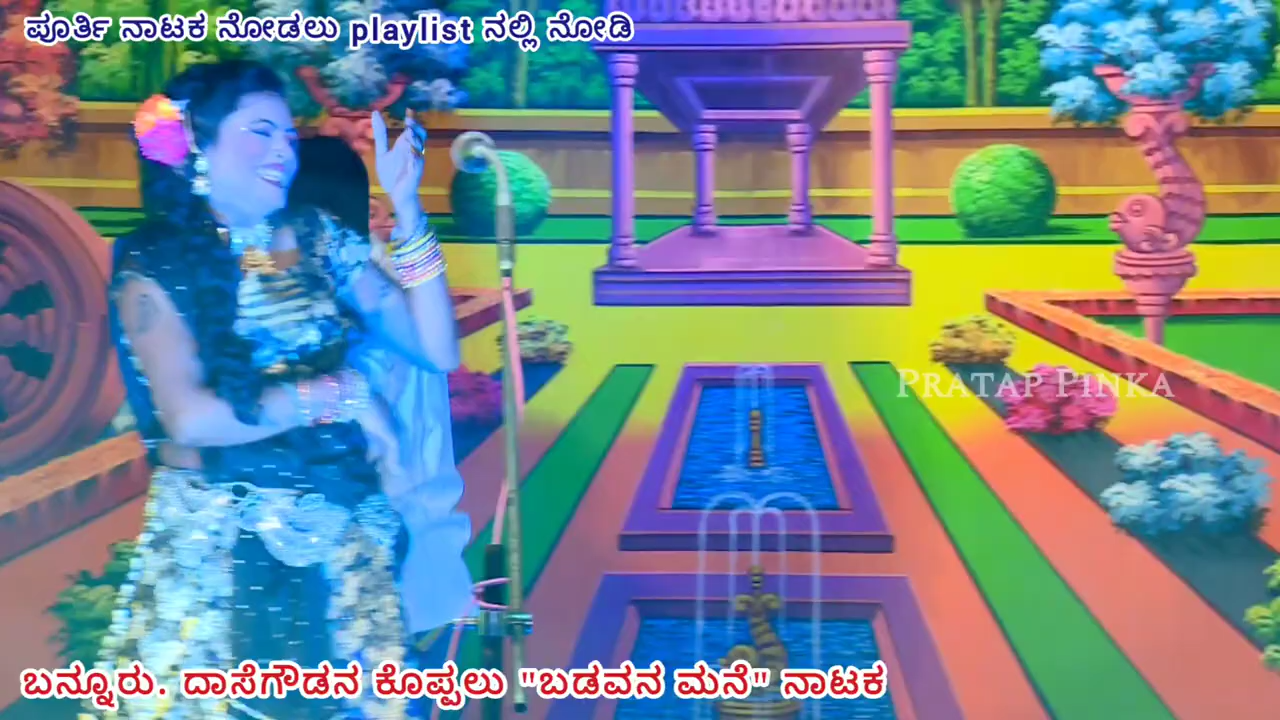 ಪೂರ್ತಿ ನಾಟಕ ನೋಡಲು playlist ನಲ್ಲಿ ನೋಡಿ
PRATAP PINKA
ಬನ್ನೂರು. ದಾಸೆಗೌಡನ ಕೊಪ್ಪಲು "ಬಡವನ ಮನೆ" ನಾಟಕ